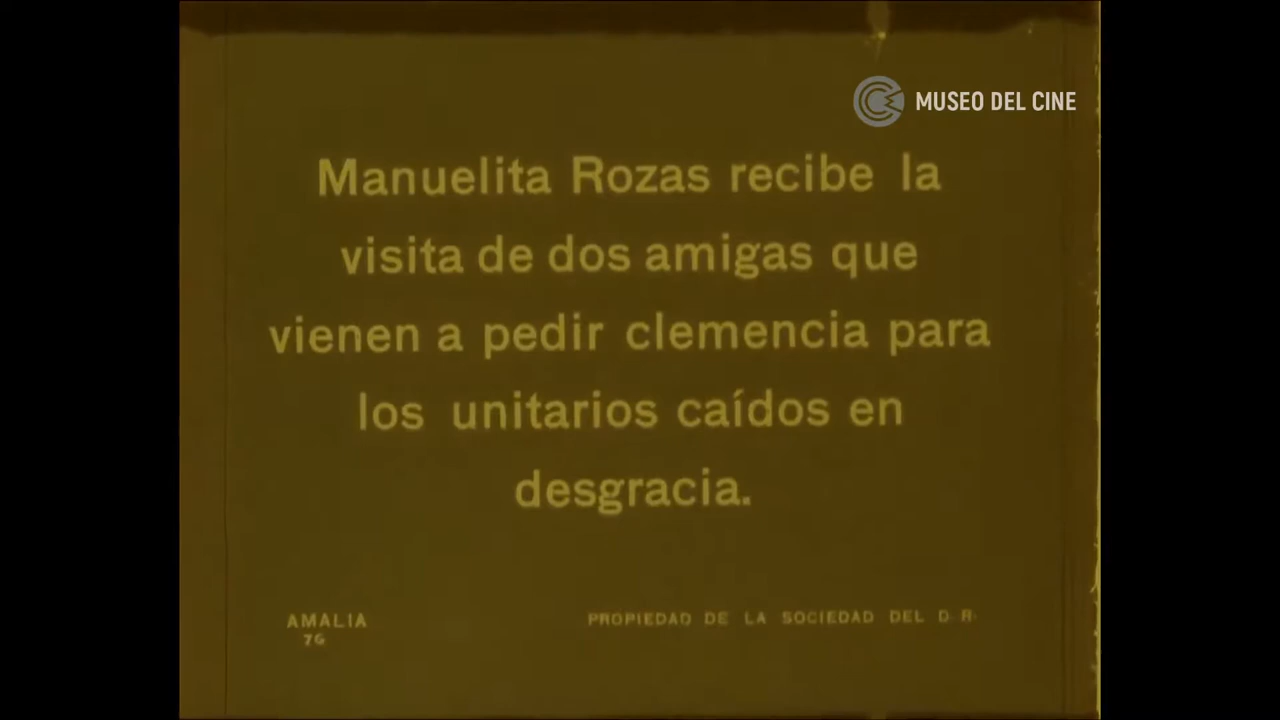 MUSEO DEL CINE
Manuelita Rozas recibe la
visita de dos amigas que
vienen a pedir clemencia para
los unitarios caídos en
desgracia.
AMALIA
76
PROPIEDAD DE LA SOCIEDAD DEL D. R.